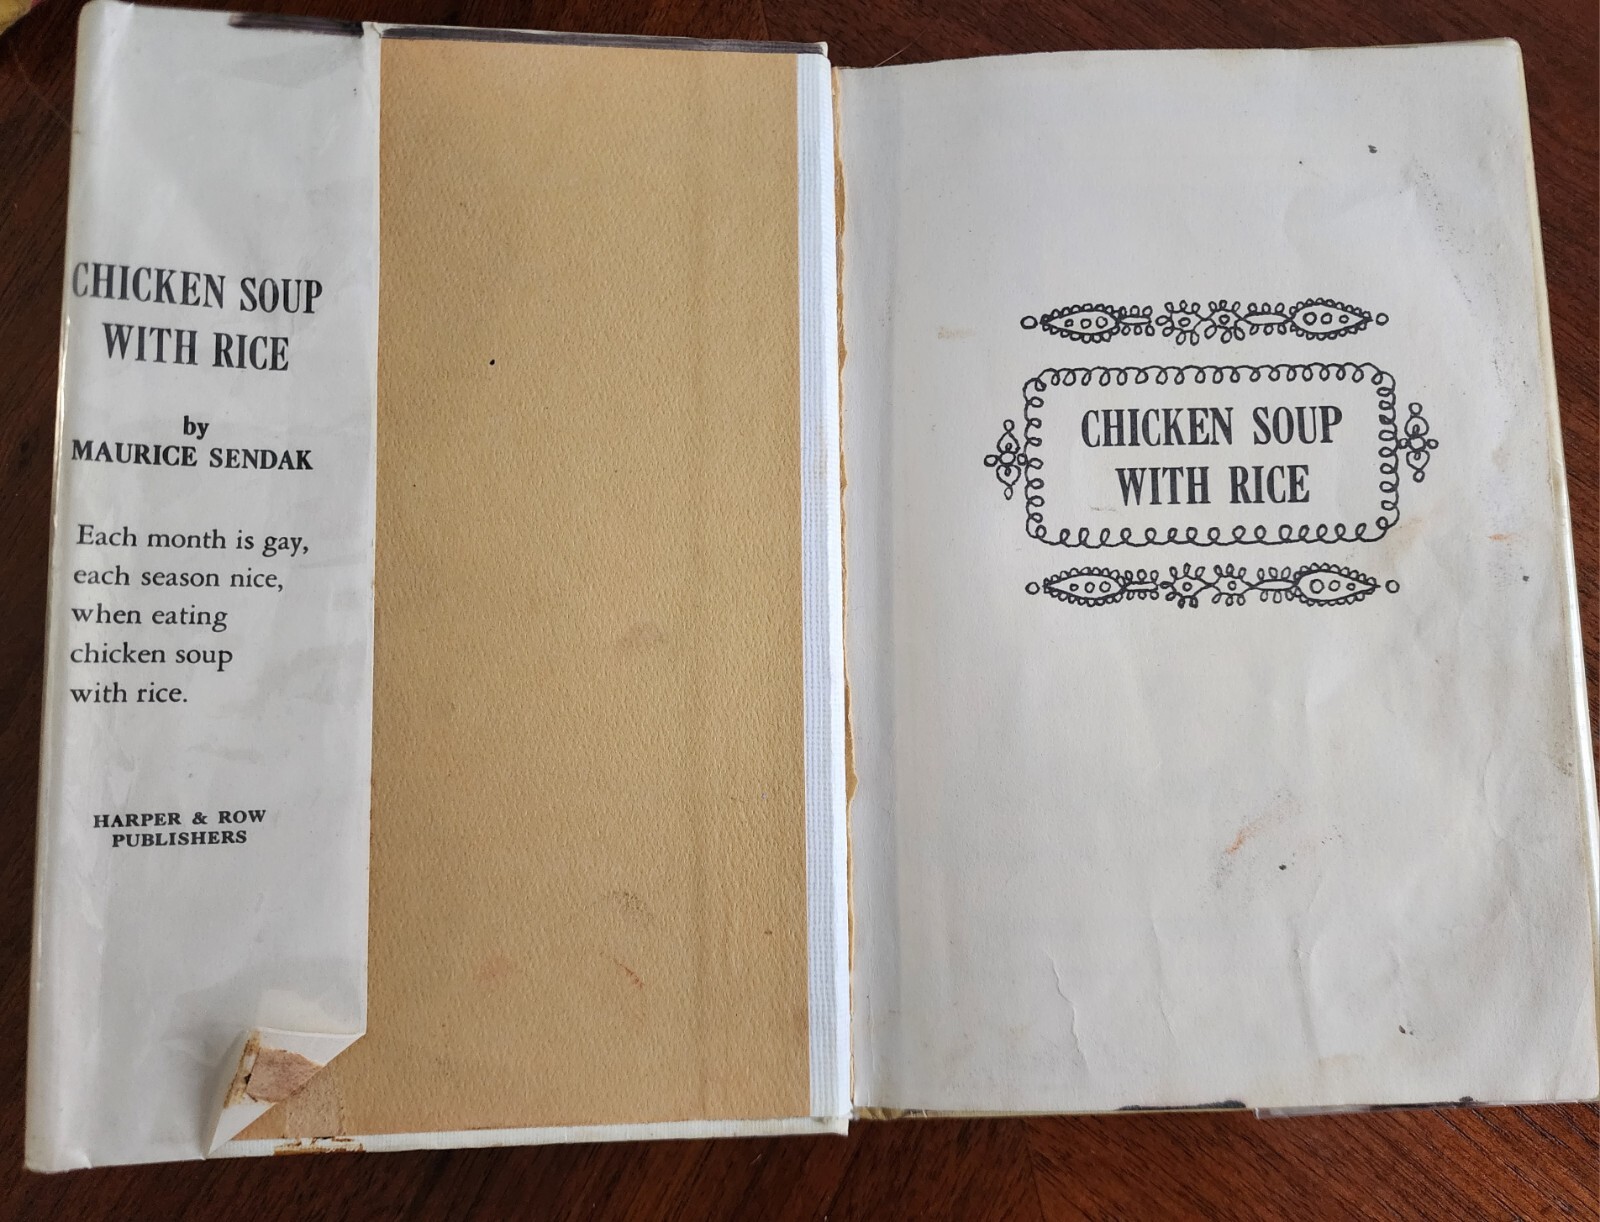 CHICKEN SOUP
WITH RICE
by
MAURICE SENDAK
Each month is gay,
each season nice,
when eating
chicken soup
with rice.
HARPER & ROW
PUBLISHERS
CHICKEN SOUP
WITH RICE